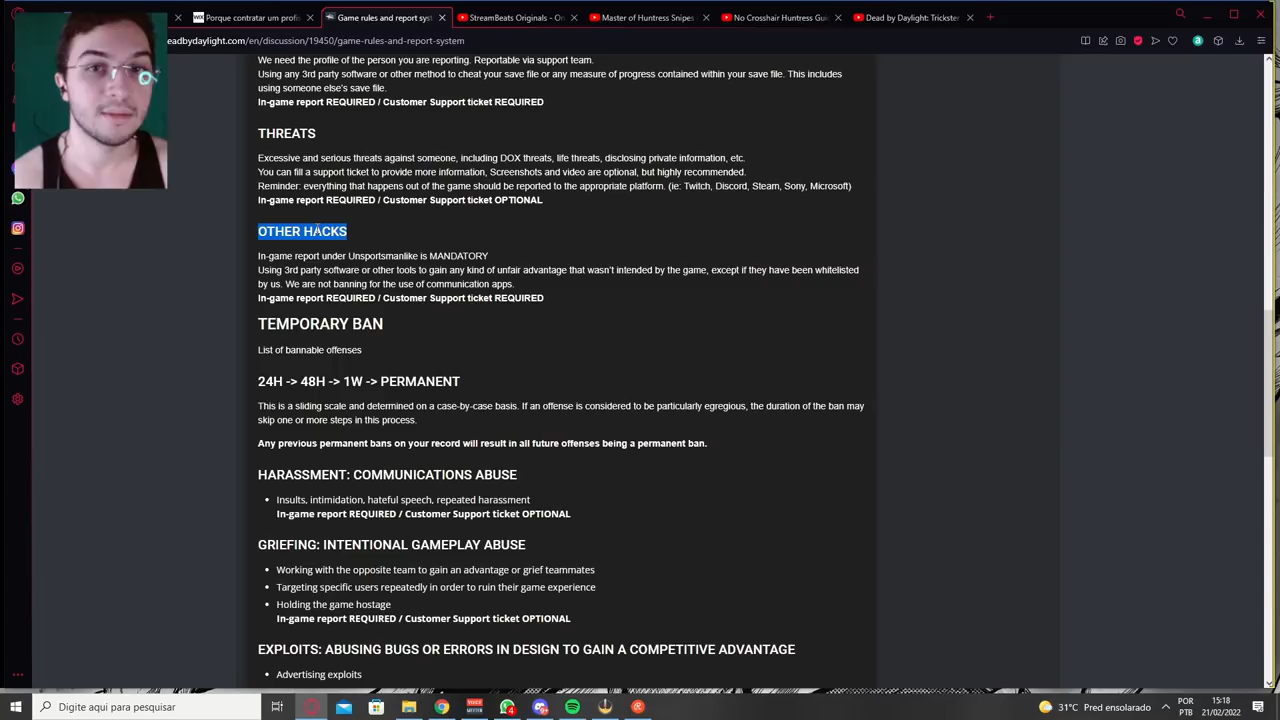 Porque contratar um profis
Game rules and report syst
StreamBeats Originals - On
Master of Huntress Snipes
No Crosshair Huntress Gui
Dead by Daylight: Trickster
eadbydaylight.com/en/discussion/19450/game-rules-and-report-system
We need the profile of the person you are reporting. Reportable via support team.
Using any 3rd party software or other method to cheat your save file or any measure of progress contained within your save file. This includes
using someone else's save file.
In-game report REQUIRED / Customer Support ticket REQUIRED
THREATS
Excessive and serious threats against someone, including DOX threats, life threats, disclosing private information, etc.
You can fill a support ticket to provide more information, Screenshots and video are optional, but highly recommended.
Reminder: everything that happens out of the game should be reported to the appropriate platform. (ie: Twitch, Discord, Steam, Sony, Microsoft)
In-game report REQUIRED / Customer Support ticket OPTIONAL
OTHER HACKS
In-game report under Unsportsmanlike is MANDATORY
Using 3rd party software or other tools to gain any kind of unfair advantage that wasn't intended by the game, except if they have been whitelisted
by us. We are not banning for the use of communication apps.
In-game report REQUIRED / Customer Support ticket REQUIRED
TEMPORARY BAN
List of bannable offenses
24H -> 48H -> 1W -> PERMANENT
This is a sliding scale and determined on a case-by-case basis. If an offense is considered to be particularly egregious, the duration of the ban may
skip one or more steps in this process.
Any previous permanent bans on your record will result in all future offenses being a permanent ban.
HARASSMENT: COMMUNICATIONS ABUSE
• Insults, intimidation, hateful speech, repeated harassment
In-game report REQUIRED / Customer Support ticket OPTIONAL
GRIEFING: INTENTIONAL GAMEPLAY ABUSE
• Working with the opposite team to gain an advantage or grief teammates
• Targeting specific users repeatedly in order to ruin their game experience
• Holding the game hostage
In-game report REQUIRED / Customer Support ticket OPTIONAL
EXPLOITS: ABUSING BUGS OR ERRORS IN DESIGN TO GAIN A COMPETITIVE ADVANTAGE
• Advertising exploits
Digite aqui para pesquisar
31°C Pred ensolarado
POR
PTB
15:18
21/02/2022